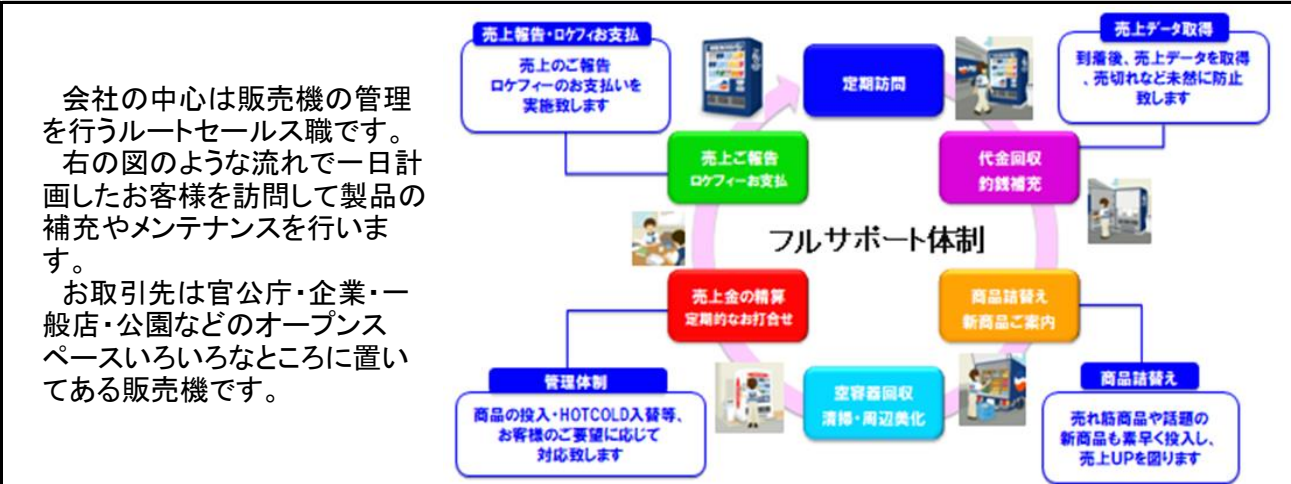 会社の中心は販売機の管理
を行うルートセールス職です。
右の図のような流れで一日計
画したお客様を訪問して製品の
補充やメンテナンスを行いま
す。
お取引先は官公庁・企業・一
般店・公園などのオープンス
ペースいろいろなところに置い
てある販売機です。
売上報告・ロケフィお支払
売上のご報告
ロケフィーのお支払いを
実施致します
定期訪問
売上データ取得
到着後、売上データを取得
、売切れなど未然に防止
致します
売上ご報告
ロケフィーお支払
代金回収
釣銭補充
フルサポート体制
売上金の精算
定期的なお打合せ
商品詰替え
新商品ご案内
管理体制
商品の投入・HOTCOLD入替等、
お客様のご要望に応じて
対応致します
空容器回収
清掃・周辺美化
商品詰替え
売れ筋商品や話題の
新商品も素早く投入し、
売上UPを図ります